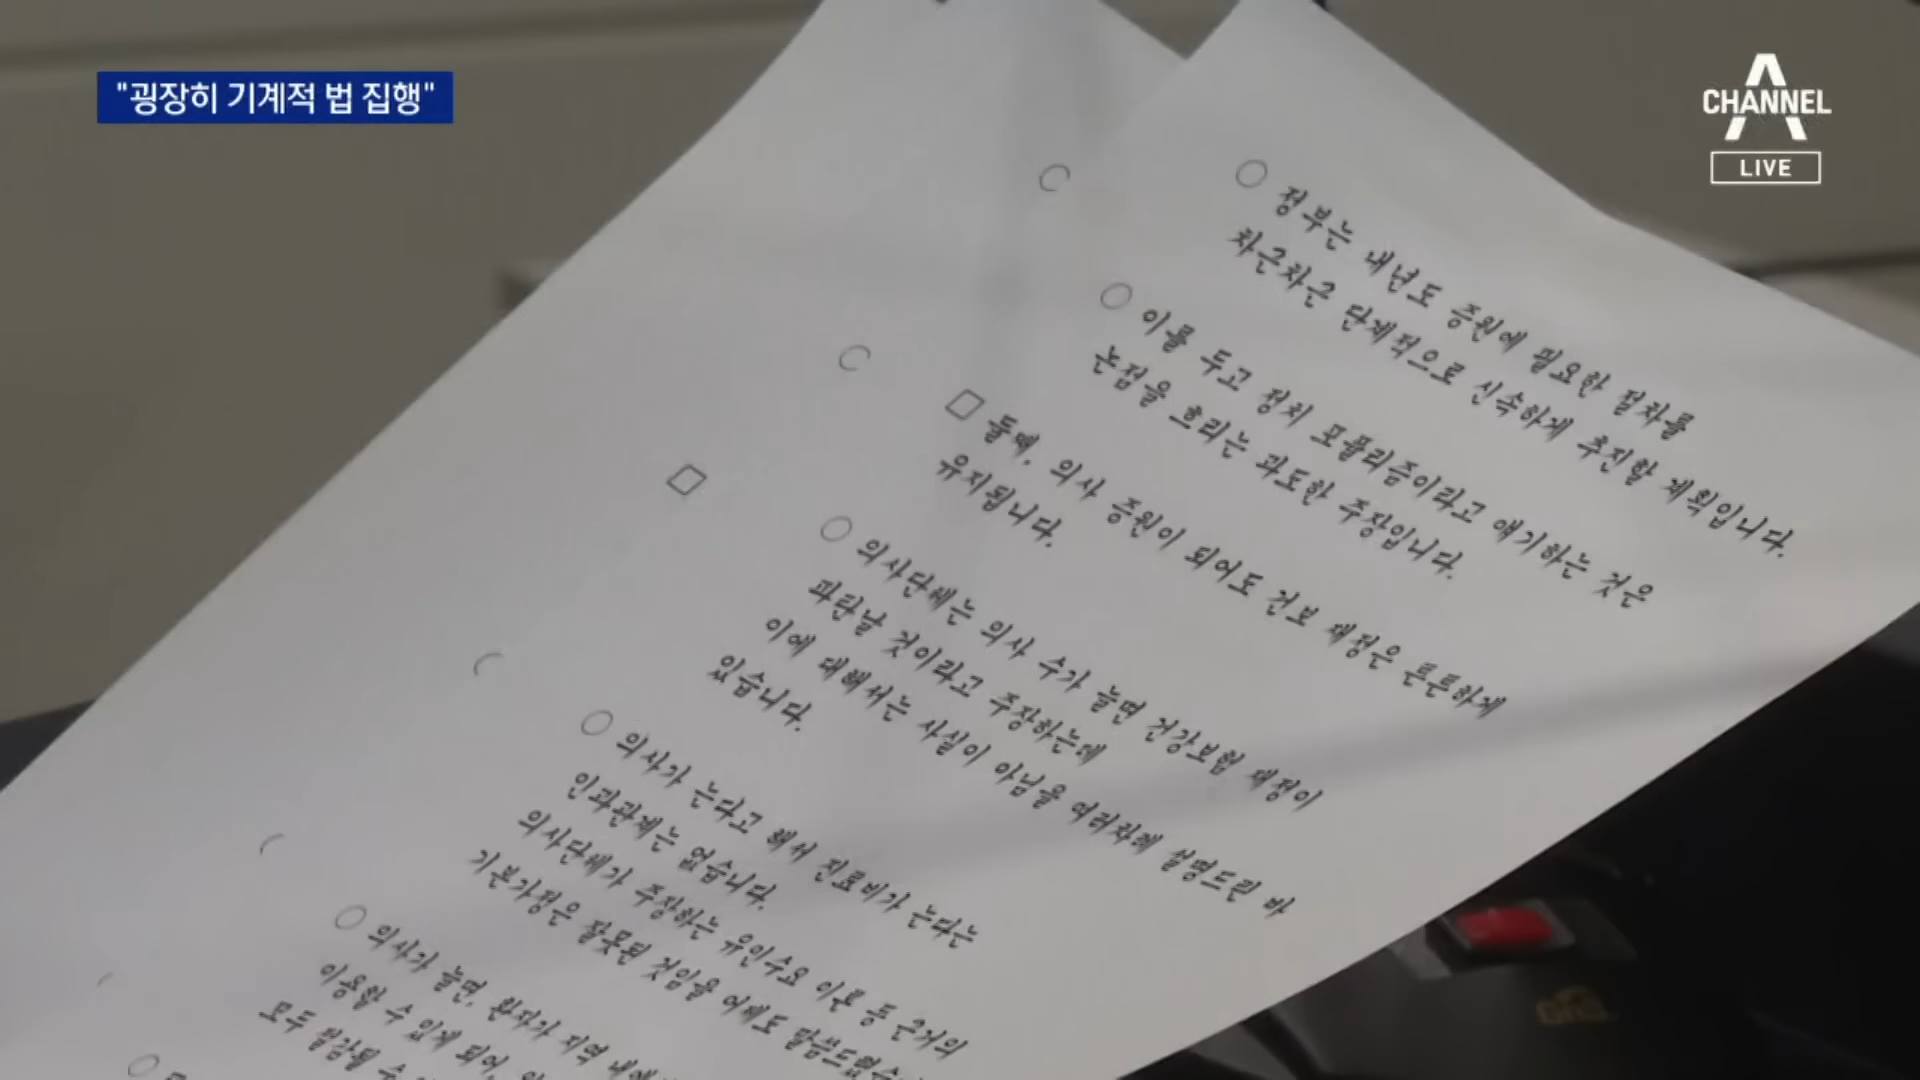 "굉장히 기계적 법 집행"
CHANNEL A
LIVE
○ 정부는 내년도 증원에 필요한 절차를
차근차근 단계적으로 신속하게 추진할 계획입니다.
○ 이를 두고 정치 포퓰리즘이라고 얘기하는 것은
논점을 흐리는 과도한 주장입니다.
□ 둘째, 의사 증원이 되어도 건보 재정은 튼튼하게
유지됩니다.
○ 의사단체는 의사 수가 늘면 건강보험 재정이
파탄날 것이라고 주장하는데
이에 대해서는 사실이 아님을 여러차례 설명드린 바
있습니다.
○ 의사가 는다고 해서 진료비가 는다는
인과관계는 없습니다.
의사단체가 주장하는 유인수요 이론 등 근거의
기본가정은 잘못된 것임을 어제도 말씀드렸습
○ 의사가 늘면, 환자가 지역 내에
이용할 수 있게 되어,
모두 절감될 수